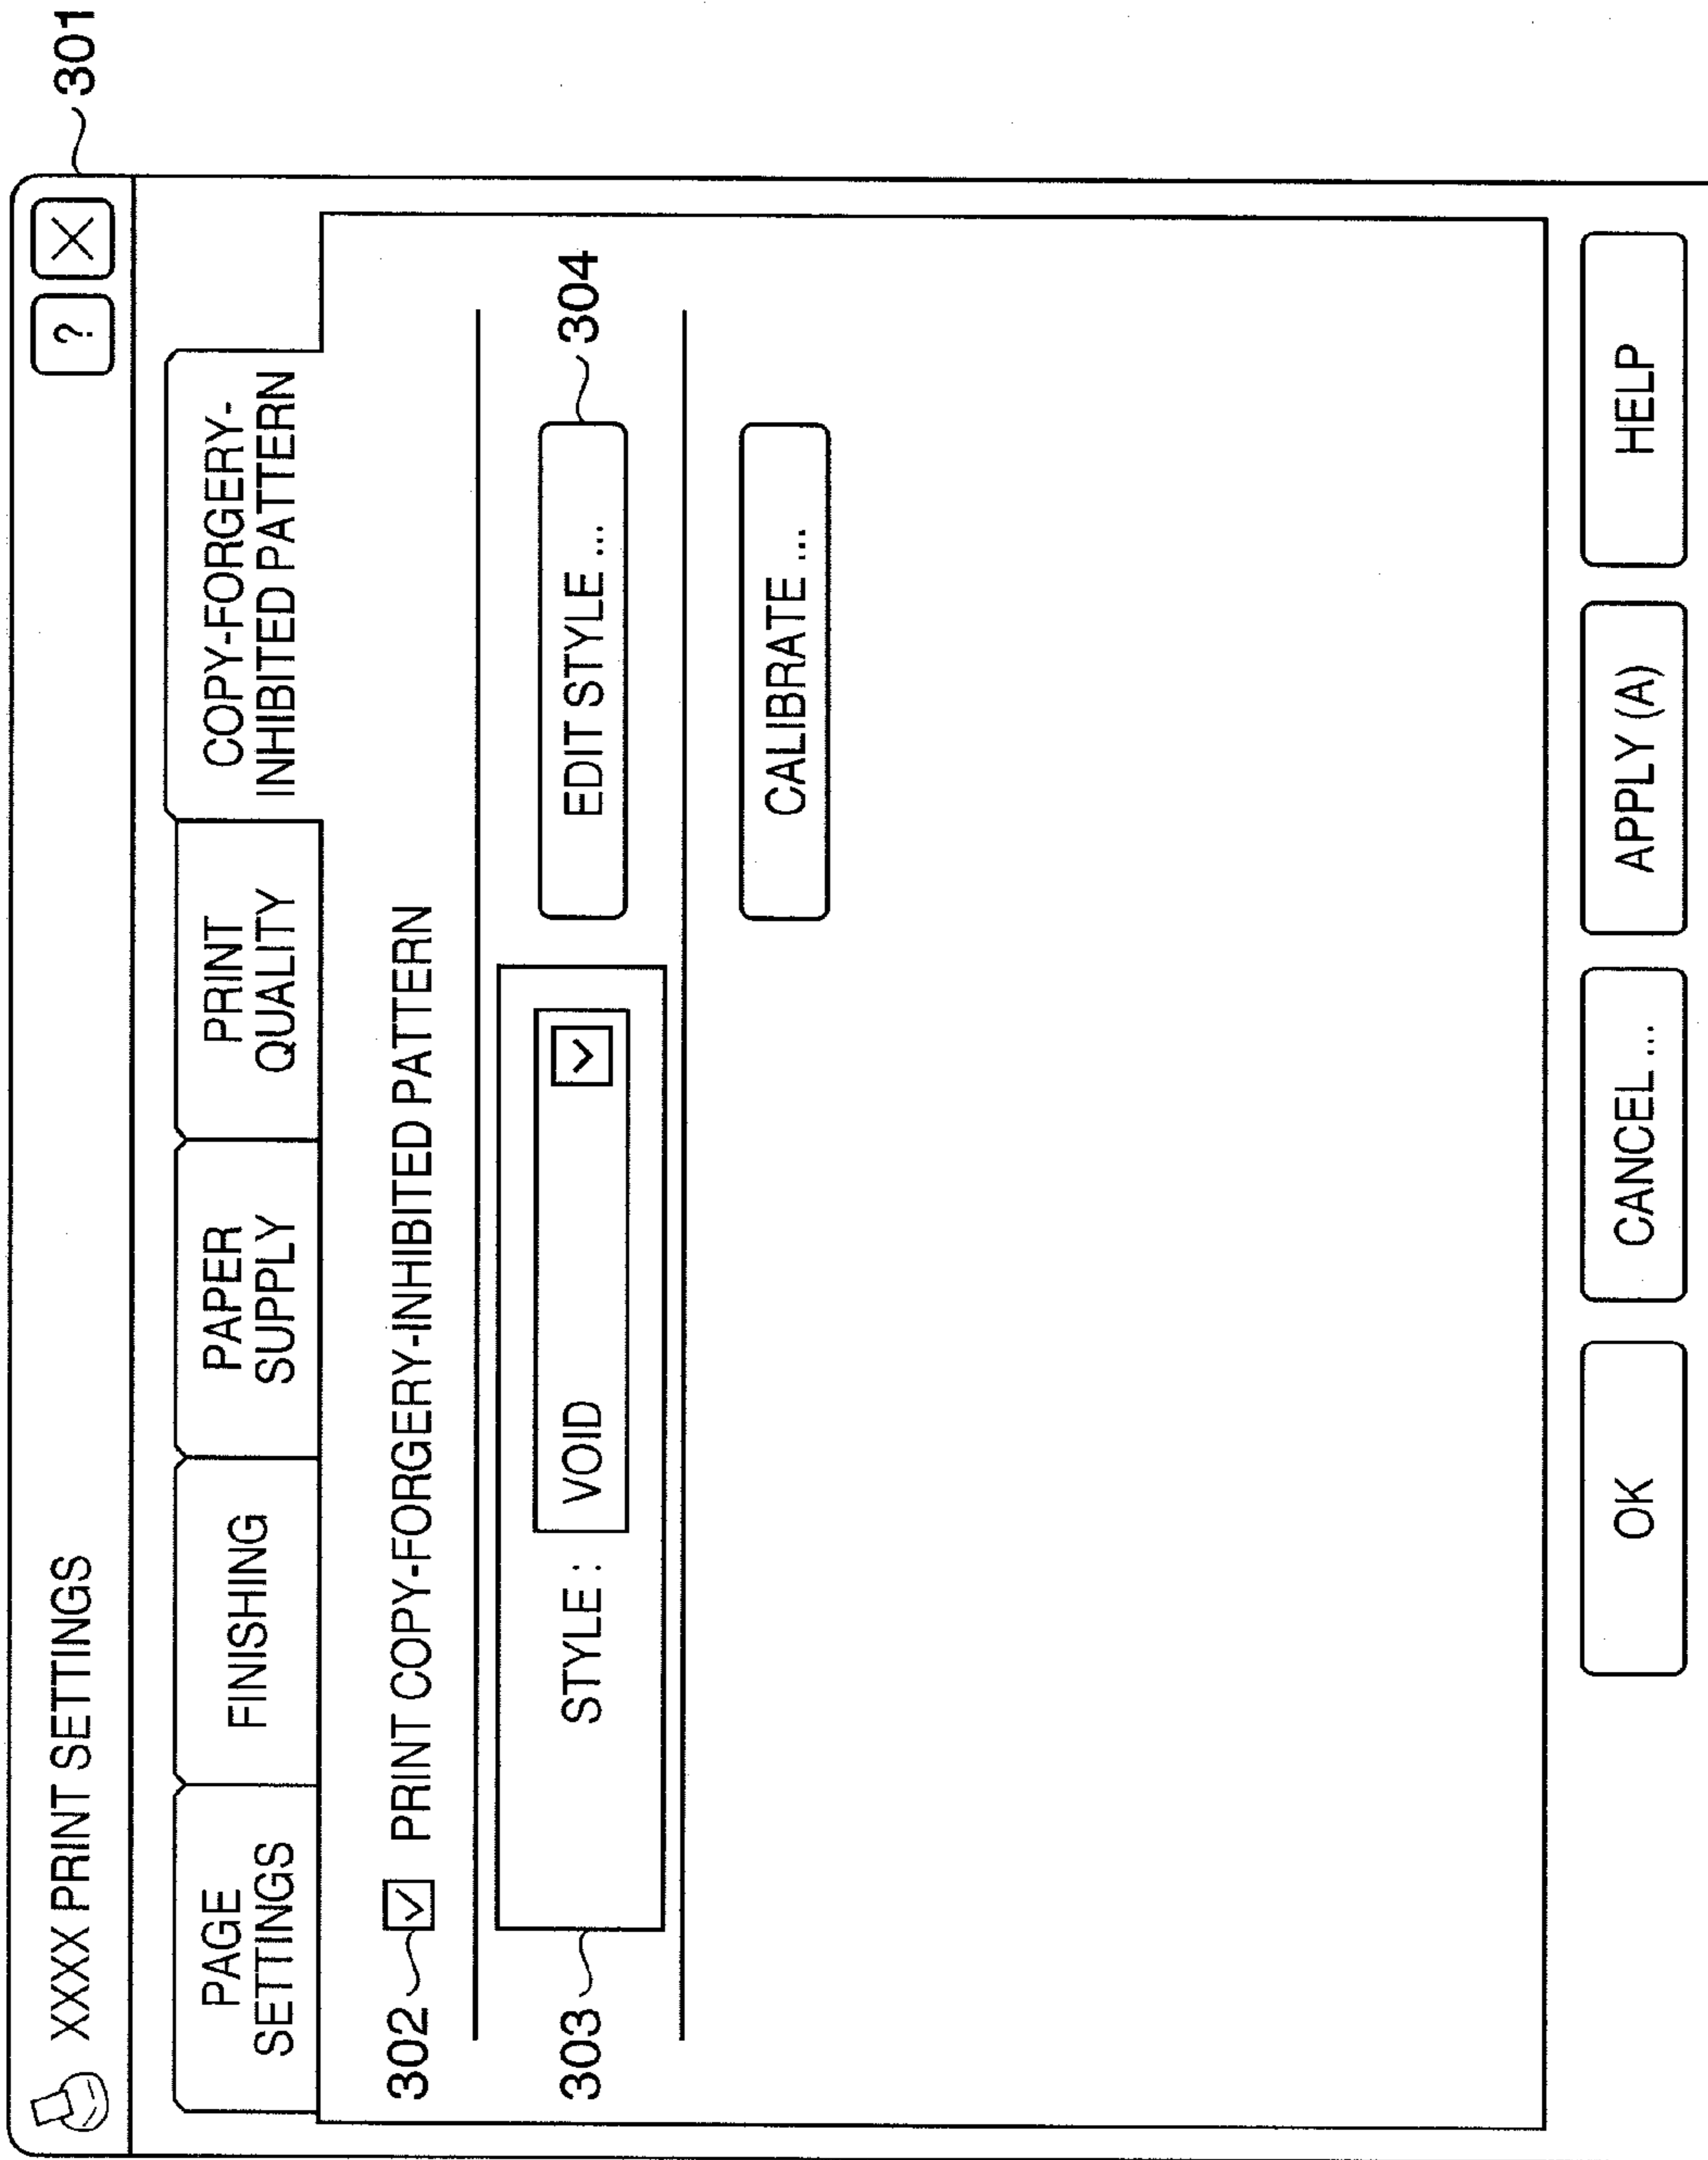 XXXX PRINT SETTINGS
?
301
PAGE
SETTINGS
FINISHING
PAPER
SUPPLY
PRINT
QUALITY
COPY-FORGERY-
INHIBITED PATTERN
302
PRINT COPY-FORGERY-INHIBITED PATTERN
303
STYLE :
VOID
EDIT STYLE ...
304
CALIBRATE ...
OK
CANCEL ...
APPLY (A)
HELP